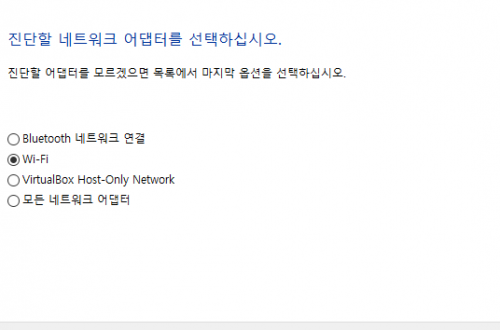 진단할 네트워크 어댑터를 선택하십시오.
진단할 어댑터를 모르겠으면 목록에서 마지막 옵션을 선택하십시오.
Bluetooth 네트워크 연결
Wi-Fi
VirtualBox Host-Only Network
모든 네트워크 어댑터